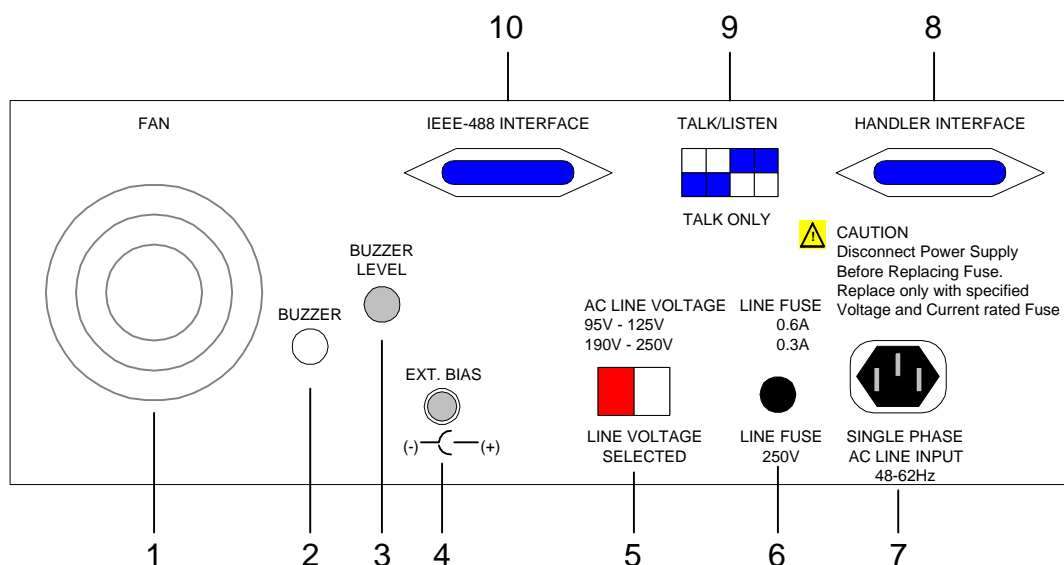 10
9
8
FAN
IEEE-488 INTERFACE
TALK/LISTEN
HANDLER INTERFACE
TALK ONLY
!
CAUTION
Disconnect Power Supply
Before Replacing Fuse.
Replace only with specified
Voltage and Current rated Fuse
BUZZER
LEVEL
BUZZER
AC LINE VOLTAGE
95V - 125V
190V - 250V
LINE FUSE
0.6A
0.3A
EXT. BIAS
(-)
(+)
LINE VOLTAGE
SELECTED
LINE FUSE
250V
SINGLE PHASE
AC LINE INPUT
48-62Hz
1
2
3
4
5
6
7